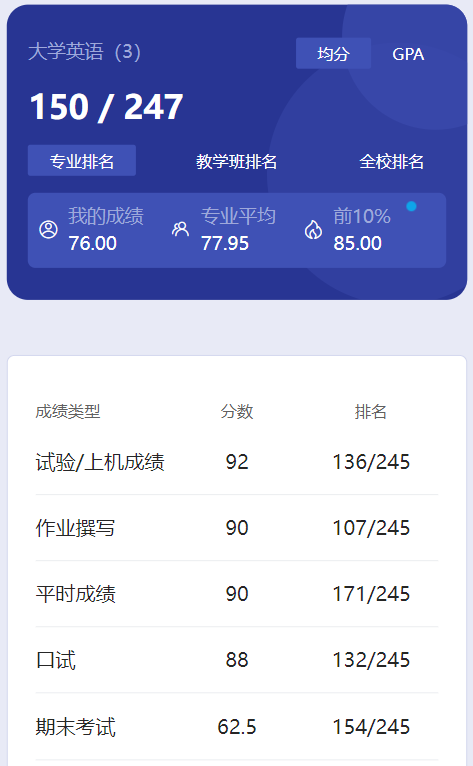 大学英语（3）
均分 GPA
150 / 247
专业排名 教学班排名 全校排名
我的成绩 专业平均 前10%
76.00 77.95 85.00
成绩类型 分数 排名
试验/上机成绩 92 136/245
作业撰写 90 107/245
平时成绩 90 171/245
口试 88 132/245
期末考试 62.5 154/245